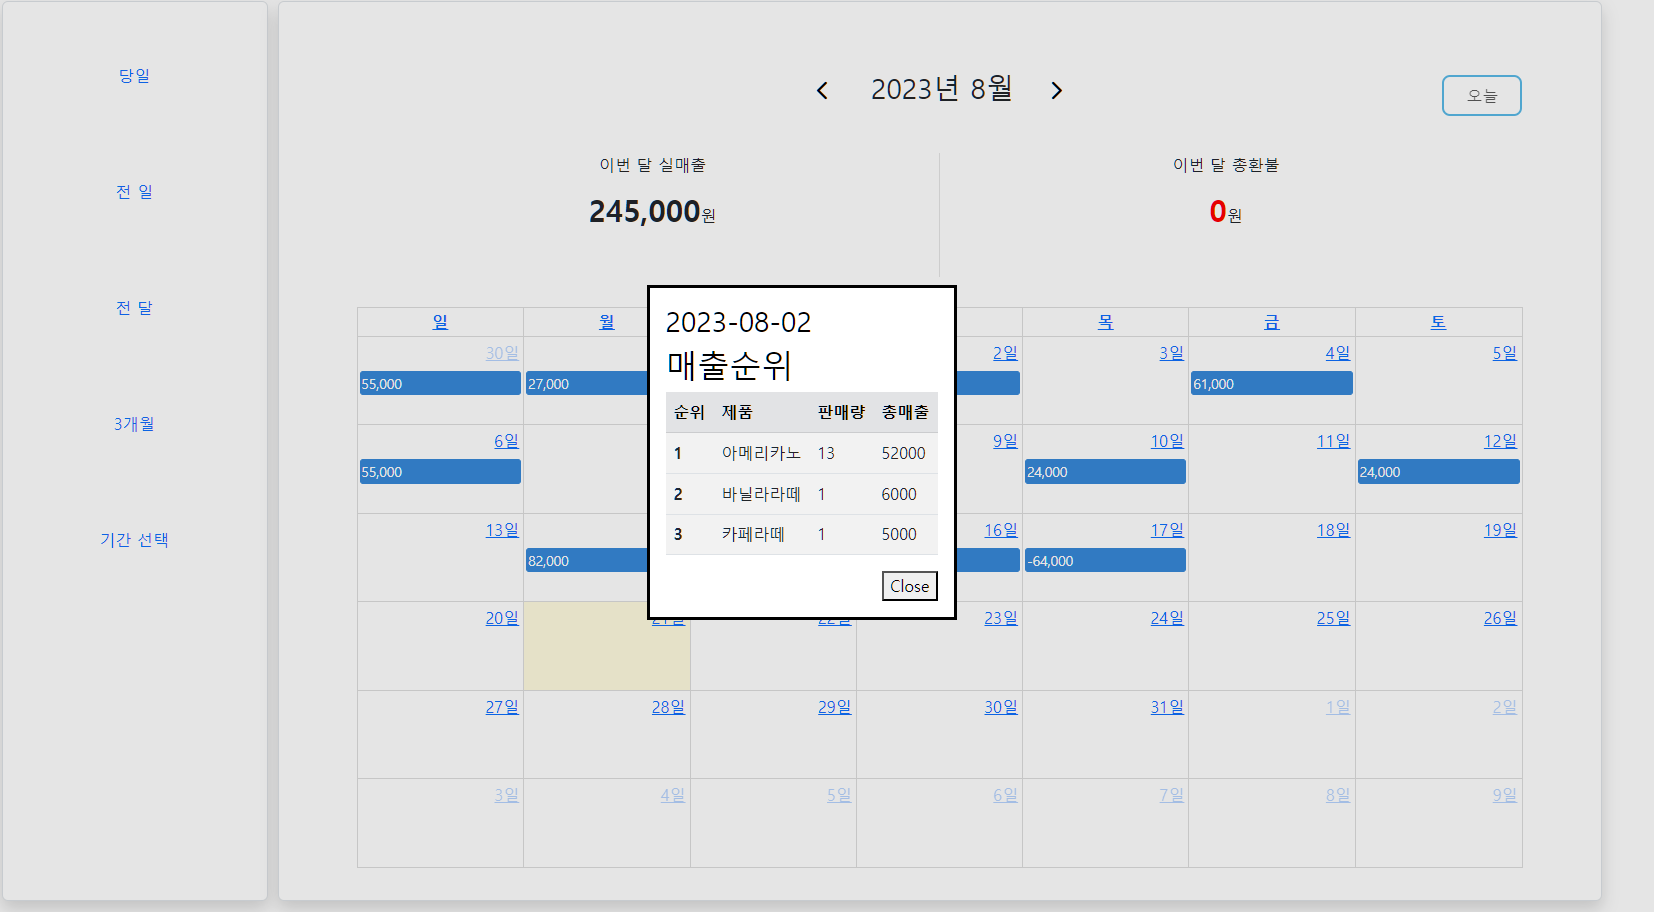 당일
전 일
전 달
3개월
기간 선택
2023년 8월
오늘
이번 달 실매출
245,000원
이번 달 총환불
0원
일 월 목 금 토
30일 2일 3일 4일 5일
55,000 27,000 61,000
6일 9일 10일 11일 12일
55,000 24,000 24,000
13일 16일 17일 18일 19일
82,000 -64,000
20일 21일 22일 23일 24일 25일 26일
27일 28일 29일 30일 31일 1일 2일
3일 4일 5일 6일 7일 8일 9일
2023-08-02
매출순위
순위 제품 판매량 총매출
1 아메리카노 13 52000
2 바닐라라떼 1 6000
3 카페라떼 1 5000
Close